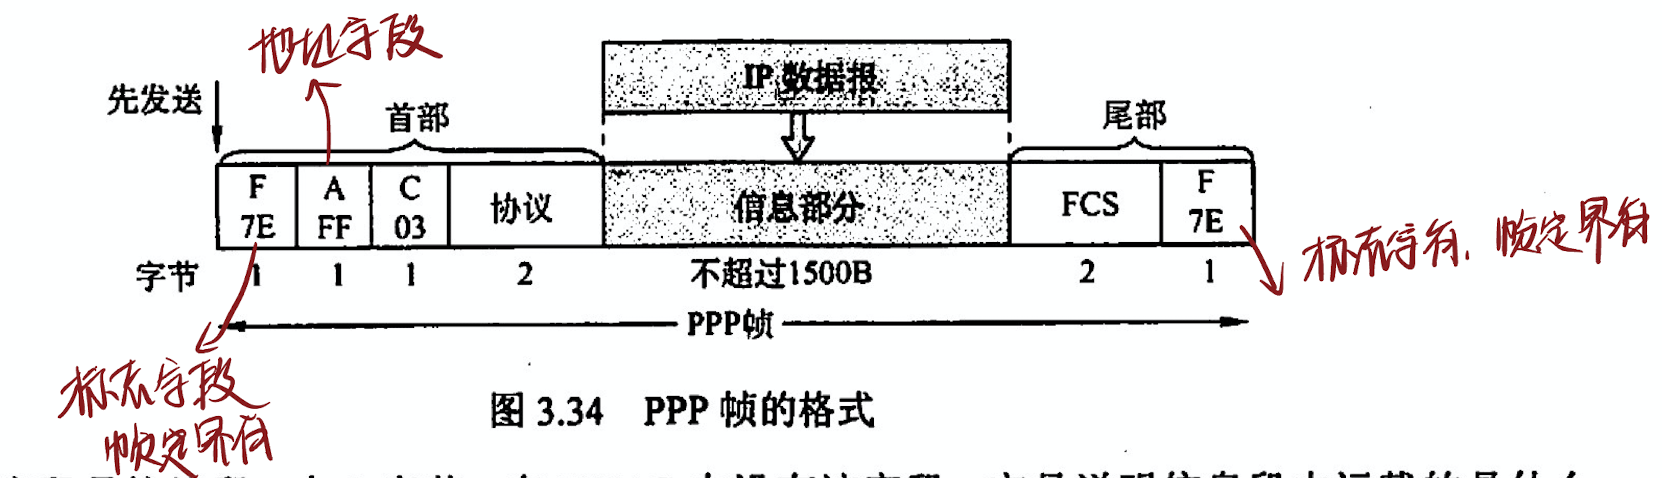 地址字段
IP 数据报
先发送
首部
尾部
F A C 协议 信息部分 FCS F
7E FF 03 7E
标志字符、帧定界符
字节 1 1 1 2 不超过1500B 2 1
PPP帧
标志字段
帧定界符
图 3.34 PPP 帧的格式